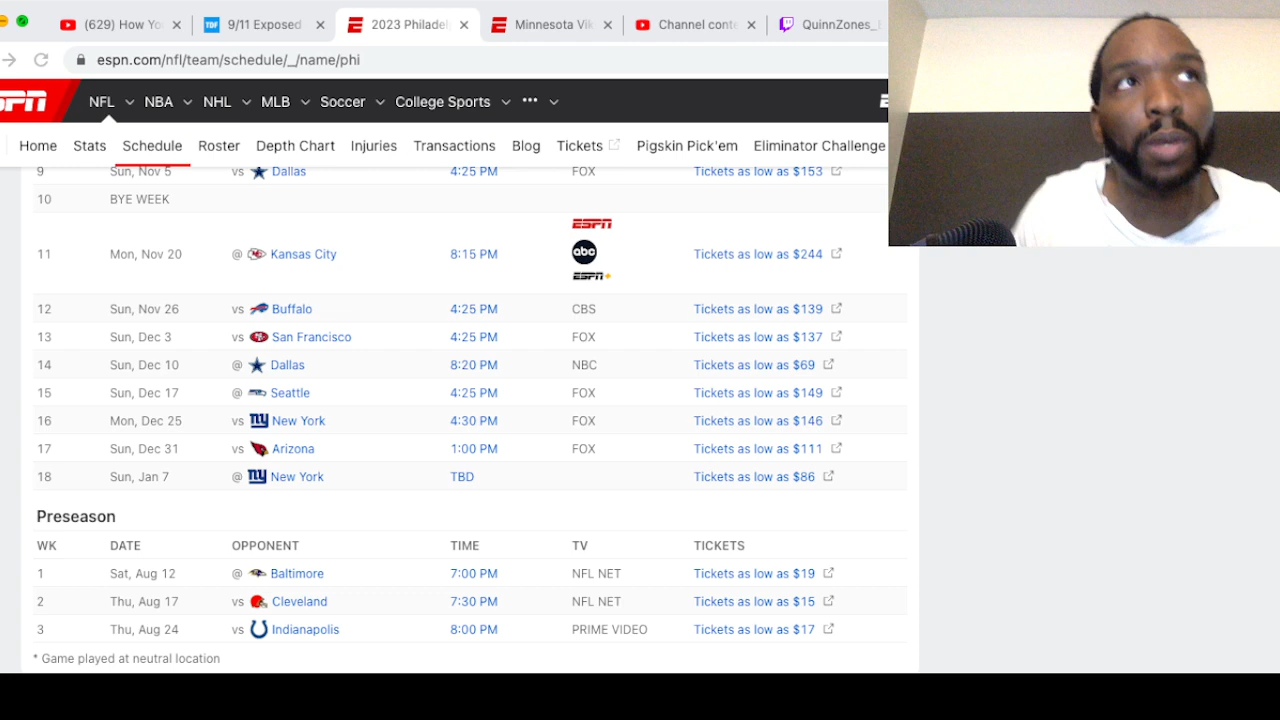 (629) How Yo
9/11 Exposed
2023 Philadel
Minnesota Vik
Channel conte
QuinnZones_
espn.com/nfl/team/schedule/_/name/phi
NFL NBA NHL MLB Soccer College Sports •••
Home Stats Schedule Roster Depth Chart Injuries Transactions Blog Tickets Pigskin Pick'em Eliminator Challenge
9 Sun, Nov 5 vs Dallas 4:25 PM FOX Tickets as low as $153
10 BYE WEEK
11 Mon, Nov 20 @ Kansas City 8:15 PM ESPN abc ESPN+ Tickets as low as $244
12 Sun, Nov 26 vs Buffalo 4:25 PM CBS Tickets as low as $139
13 Sun, Dec 3 vs San Francisco 4:25 PM FOX Tickets as low as $137
14 Sun, Dec 10 @ Dallas 8:20 PM NBC Tickets as low as $69
15 Sun, Dec 17 @ Seattle 4:25 PM FOX Tickets as low as $149
16 Mon, Dec 25 vs New York 4:30 PM FOX Tickets as low as $146
17 Sun, Dec 31 vs Arizona 1:00 PM FOX Tickets as low as $111
18 Sun, Jan 7 @ New York TBD Tickets as low as $86
Preseason
WK DATE OPPONENT TIME TV TICKETS
1 Sat, Aug 12 @ Baltimore 7:00 PM NFL NET Tickets as low as $19
2 Thu, Aug 17 vs Cleveland 7:30 PM NFL NET Tickets as low as $15
3 Thu, Aug 24 vs Indianapolis 8:00 PM PRIME VIDEO Tickets as low as $17
* Game played at neutral location